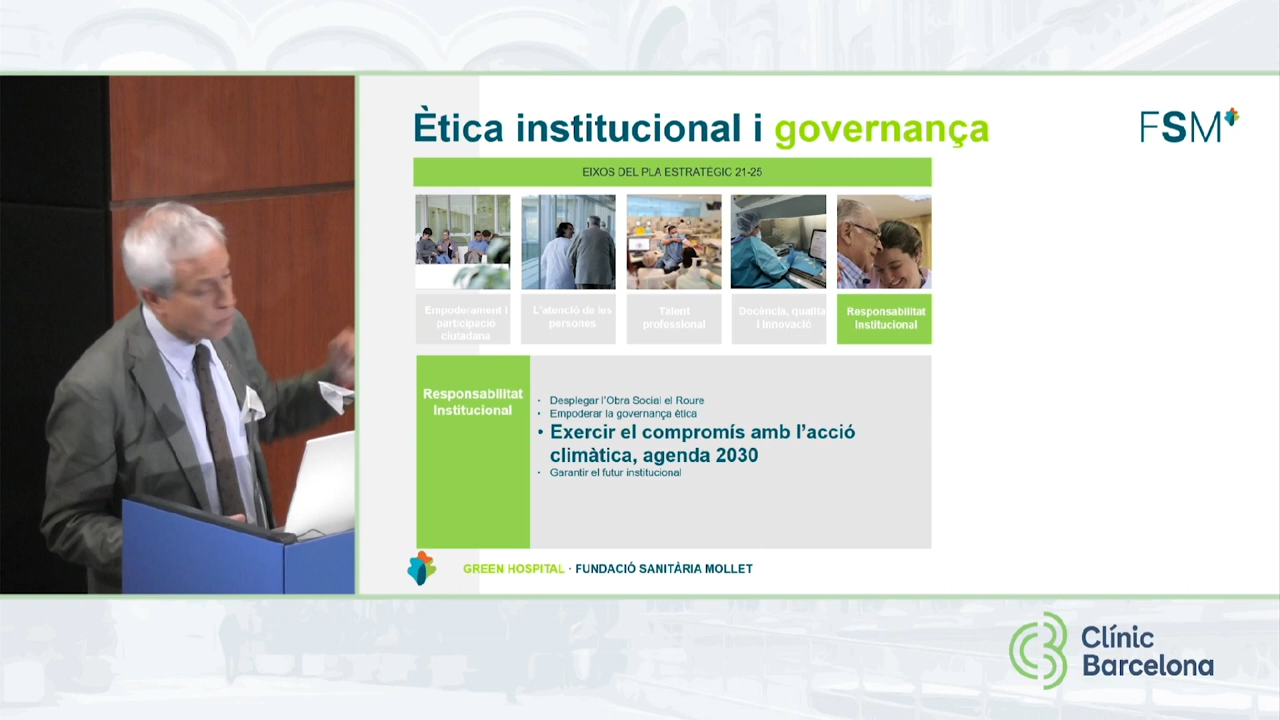 Ètica institucional i governança
FSM
EIXOS DEL PLA ESTRATÈGIC 21-25
Empoderament i
participació
ciutadana
L'atenció de les
persones
Talent
professional
Docència, qualita
i innovació
Responsabilitat
Institucional
Responsabilitat
Institucional
• Desplegar l'Obra Social el Roure
• Empoderar la governança ètica
• Exercir el compromís amb l'acció
climàtica, agenda 2030
• Garantir el futur institucional
GREEN HOSPITAL · FUNDACIÓ SANITÀRIA MOLLET
Clínic
Barcelona